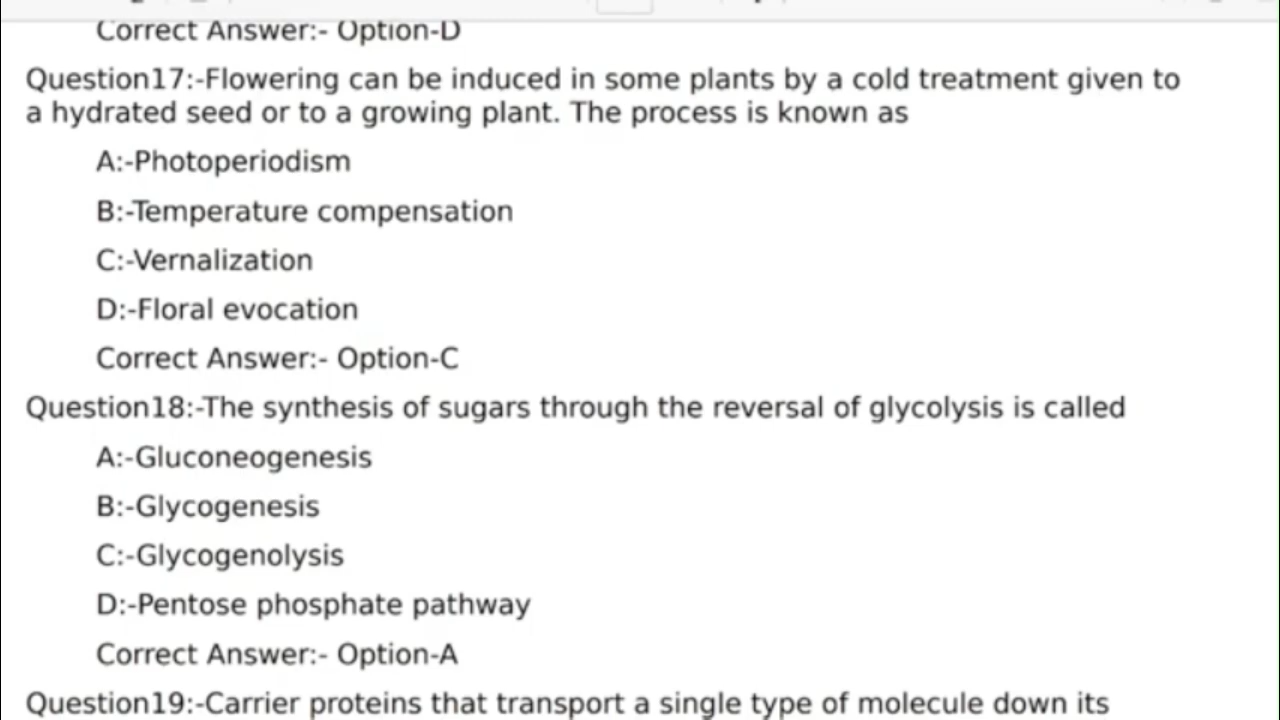 Correct Answer:- Option-D
Question17:-Flowering can be induced in some plants by a cold treatment given to
a hydrated seed or to a growing plant. The process is known as
A:-Photoperiodism
B:-Temperature compensation
C:-Vernalization
D:-Floral evocation
Correct Answer:- Option-C
Question18:-The synthesis of sugars through the reversal of glycolysis is called
A:-Gluconeogenesis
B:-Glycogenesis
C:-Glycogenolysis
D:-Pentose phosphate pathway
Correct Answer:- Option-A
Question19:-Carrier proteins that transport a single type of molecule down its